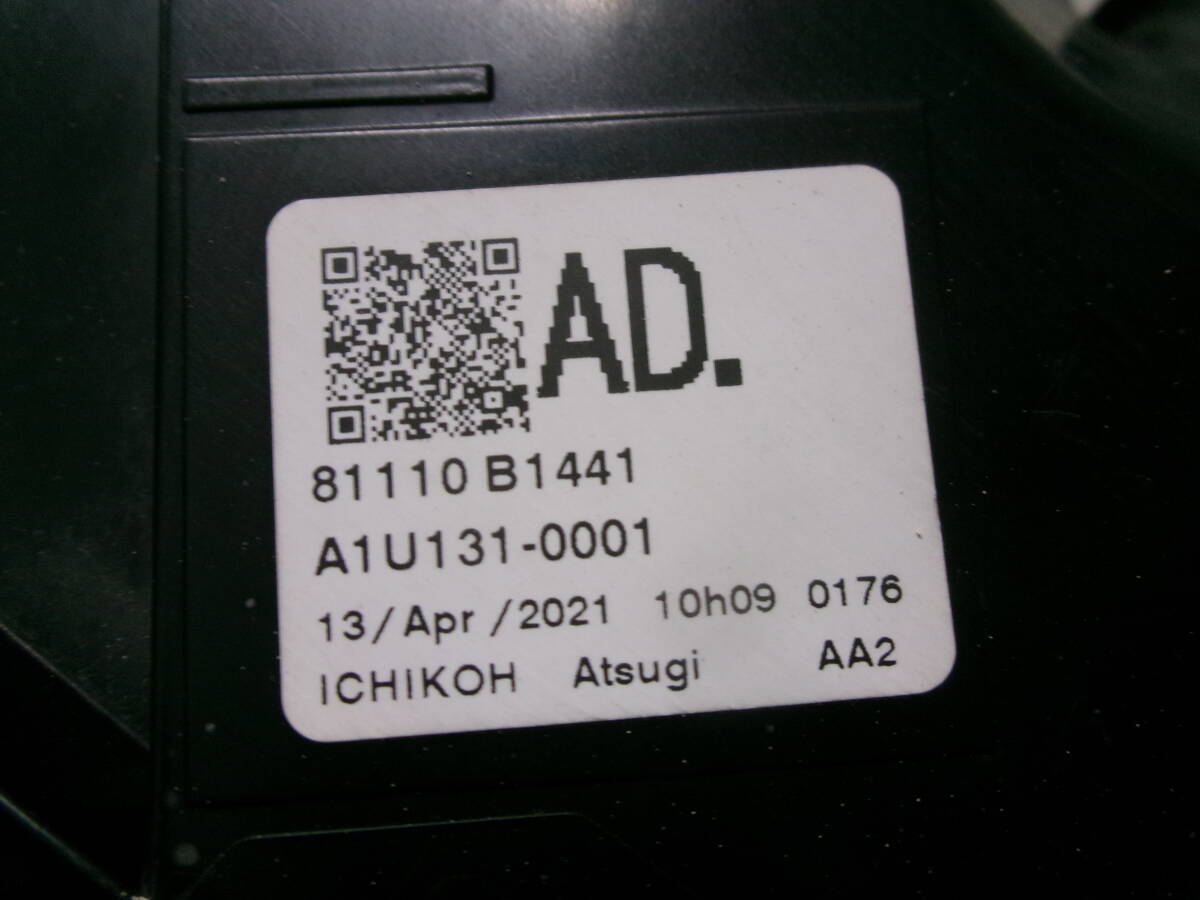 AD.
81110 B1441
A1U131-0001
13/Apr/2021 10h09 0176
ICHIKOH Atsugi AA2